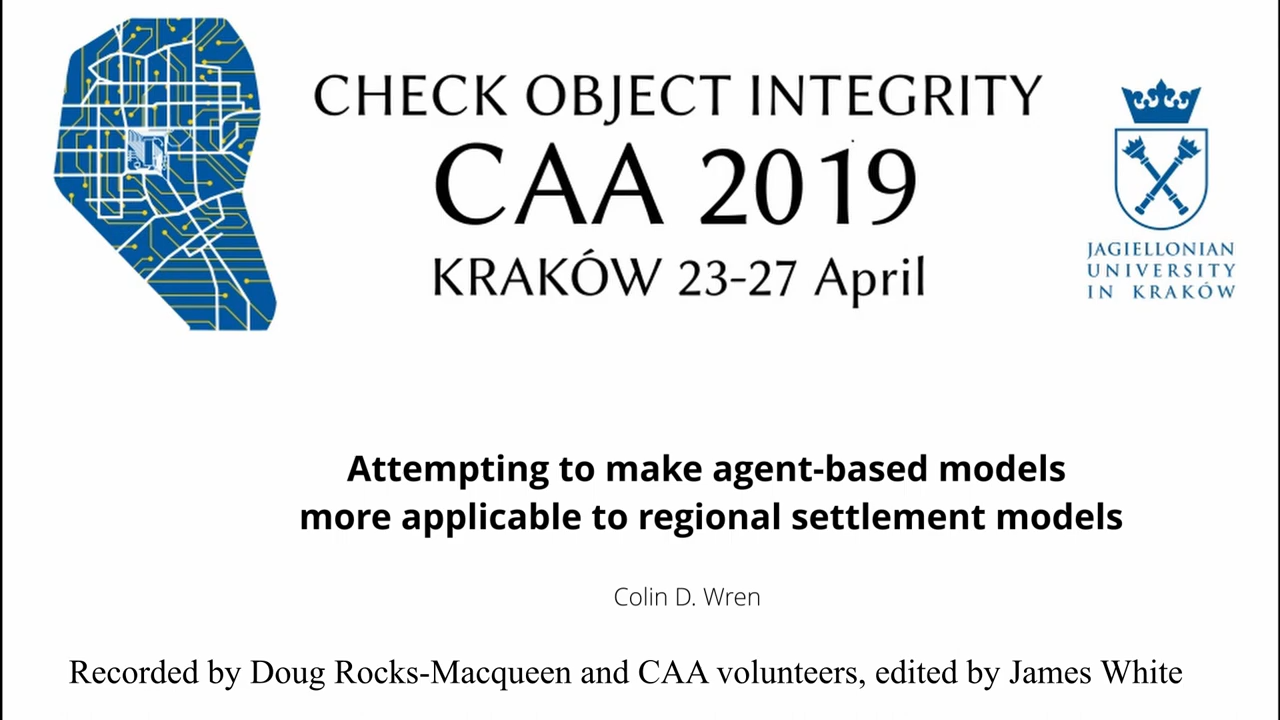 CHECK OBJECT INTEGRITY
CAA 2019
KRAKÓW 23-27 April
JAGIELLONIAN
UNIVERSITY
IN KRAKÓW
Attempting to make agent-based models
more applicable to regional settlement models
Colin D. Wren
Recorded by Doug Rocks-Macqueen and CAA volunteers, edited by James White